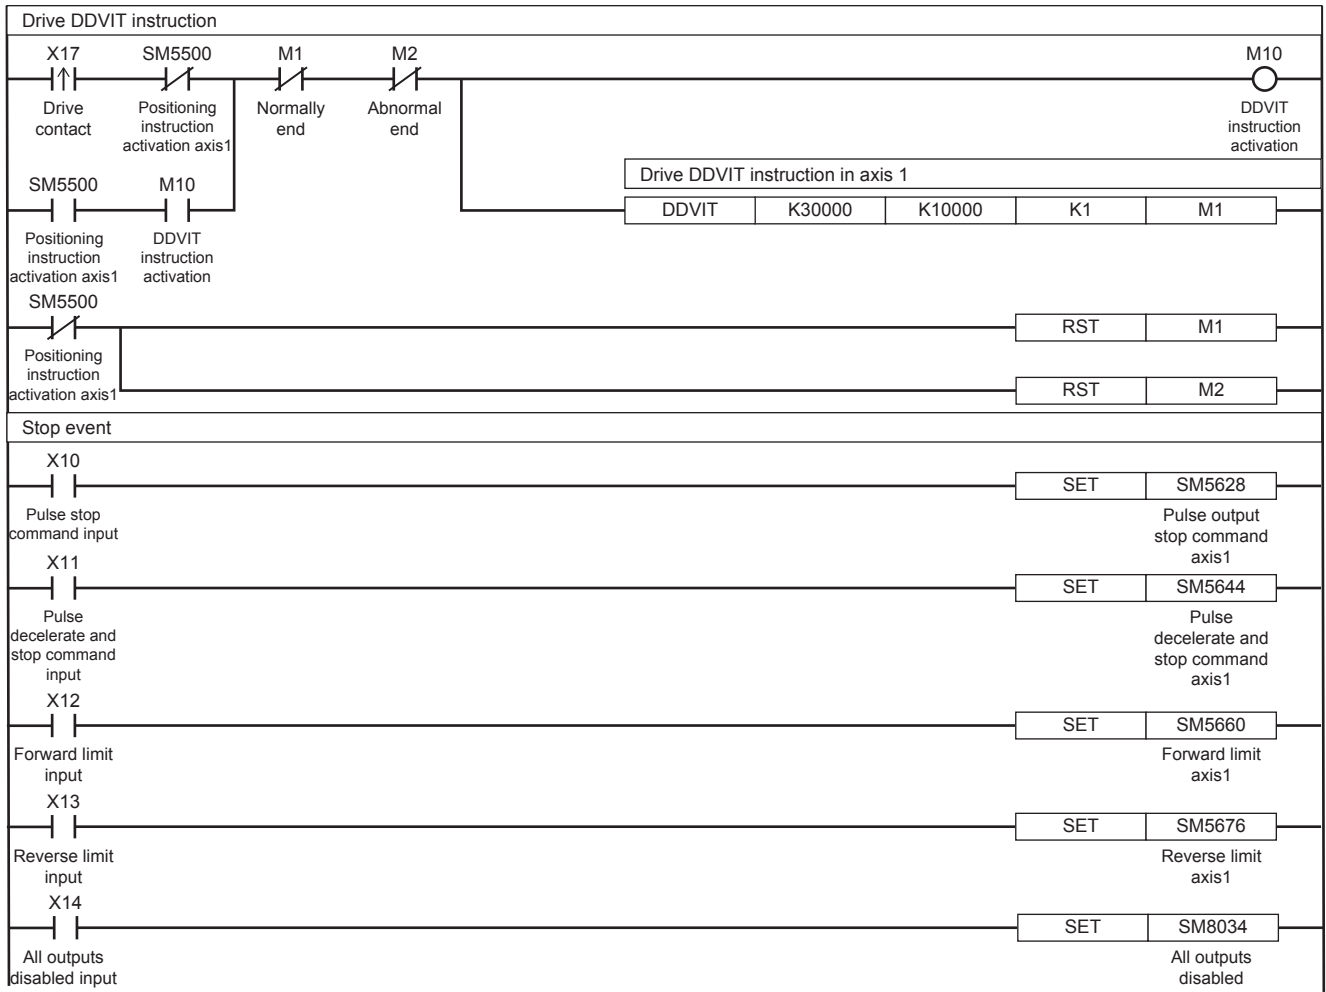 Drive DDVIT instruction
X17 SM5500 M1 M2 M10
Drive contact
Positioning instruction activation axis1
Normally end
Abnormal end
DDVIT instruction activation
Drive DDVIT instruction in axis 1
SM5500 M10
DDVIT K30000 K10000 K1 M1
Positioning instruction activation axis1
DDVIT instruction activation
SM5500
RST M1
Positioning instruction activation axis1
RST M2
Stop event
X10
SET SM5628
Pulse stop command input
Pulse output stop command axis1
X11
SET SM5644
Pulse decelerate and stop command input
Pulse decelerate and stop command axis1
X12
SET SM5660
Forward limit input
Forward limit axis1
X13
SET SM5676
Reverse limit input
Reverse limit axis1
X14
SET SM8034
All outputs disabled input
All outputs disabled